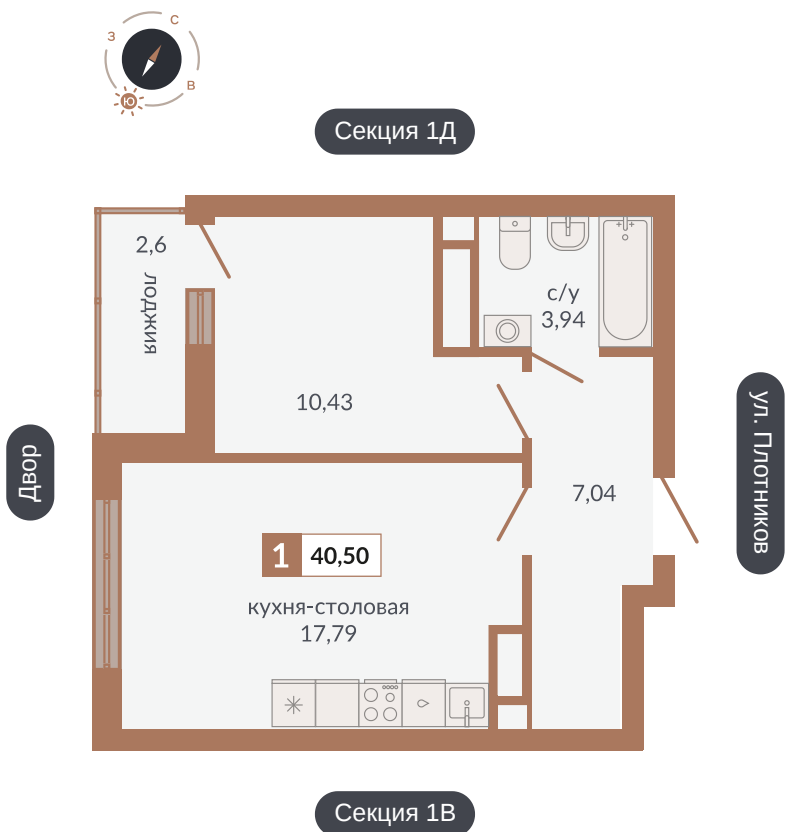 С
З
В
Ю
Секция 1Д
2,6
лоджия
с/у
3,94
10,43
Двор
ул. Плотников
7,04
1 40,50
кухня-столовая
17,79
Секция 1В